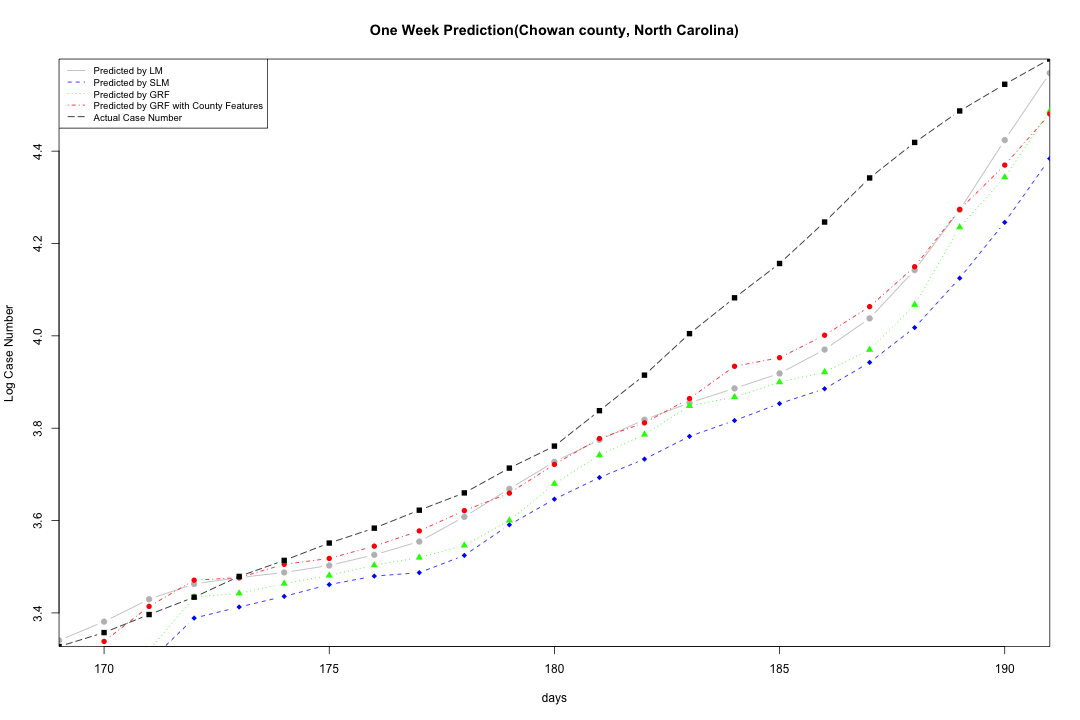 One Week Prediction(Chowan county, North Carolina)
Predicted by LM
Predicted by SLM
Predicted by GRF
Predicted by GRF with County Features
Actual Case Number
4.4
4.2
4.0
3.8
3.6
3.4
Log Case Number
170 175 180 185 190
days